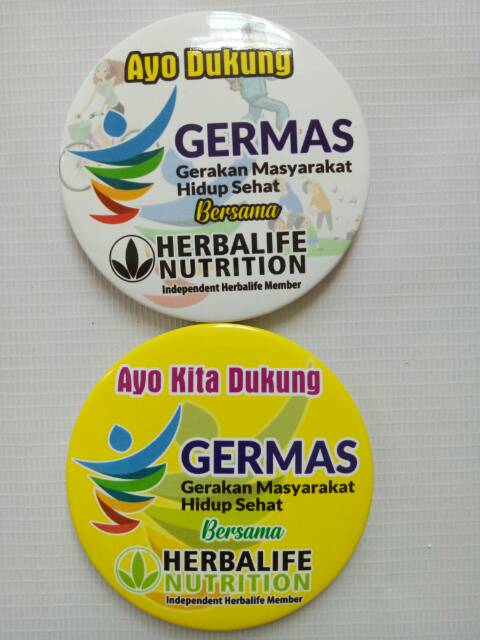 Ayo Dukung
GERMAS
Gerakan Masyarakat
Hidup Sehat
Bersama
HERBALIFE
NUTRITION
Independent Herbalife Member
Ayo Kita Dukung
GERMAS
Gerakan Masyarakat
Hidup Sehat
Bersama
HERBALIFE
NUTRITION
Independent Herbalife Member